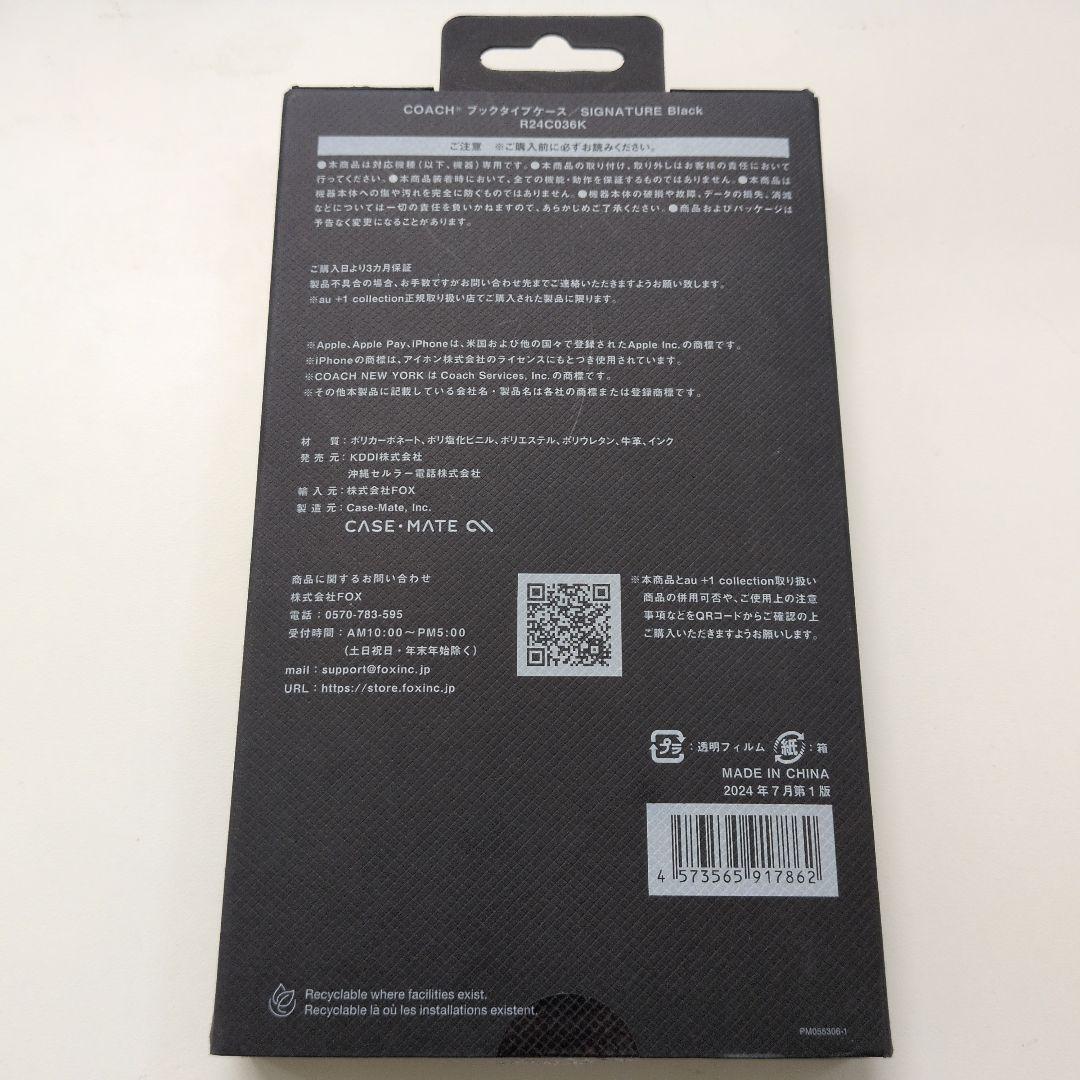 COACH® ブックタイプケース／SIGNATURE Black
R24C036K
ご注意　※ご購入前に必ずお読みください。
●本商品は対応機種（以下、機器）専用です。●本商品の取り付け，取り外しはお客様の責任において
行ってください。●本商品装着時において、全ての機能・動作を保証するものではありません。●本商品は
機器本体への傷や汚れを完全に防ぐものではありません。●機器本体の破損や故障、データの損失、消滅
などについては一切の責任を負いかねますので、あらかじめご了承ください。●商品およびパッケージは
予告なく変更になることがあります。
ご購入日より3カ月保証
製品不具合の場合、お手数ですがお問い合わせ先までご連絡いただきますようお願い致します。
※au +1 collection正規取り扱い店でご購入された製品に限ります。
※Apple、Apple Pay、iPhoneは、米国および他の国々で登録されたApple Inc.の商標です。
※iPhoneの商標は、アイホン株式会社のライセンスにもとづき使用されています。
※COACH NEW YORK は Coach Services, Inc. の商標です。
※その他本製品に記載している会社名・製品名は各社の商標または登録商標です。
材　質：ポリカーボネート、ポリ塩化ビニル、ポリエステル、ポリウレタン、牛革、インク
発売元：KDDI株式会社
沖縄セルラー電話株式会社
輸入元：株式会社FOX
製造元：Case-Mate, Inc.
CASE・MATE
商品に関するお問い合わせ
株式会社FOX
電話：0570-783-595
受付時間：AM10:00～PM5:00
（土日祝日・年末年始除く）
mail：support@foxinc.jp
URL：https://store.foxinc.jp
※本商品とau +1 collection取り扱い
商品の併用可否や、ご使用上の注意
事項などをQRコードからご確認の上
ご購入いただきますようお願いします。
プラ：透明フィルム 紙：箱
MADE IN CHINA
2024年7月第1版
4 573565 917862
Recyclable where facilities exist.
Recyclable là où les installations existent.
PM055306-1